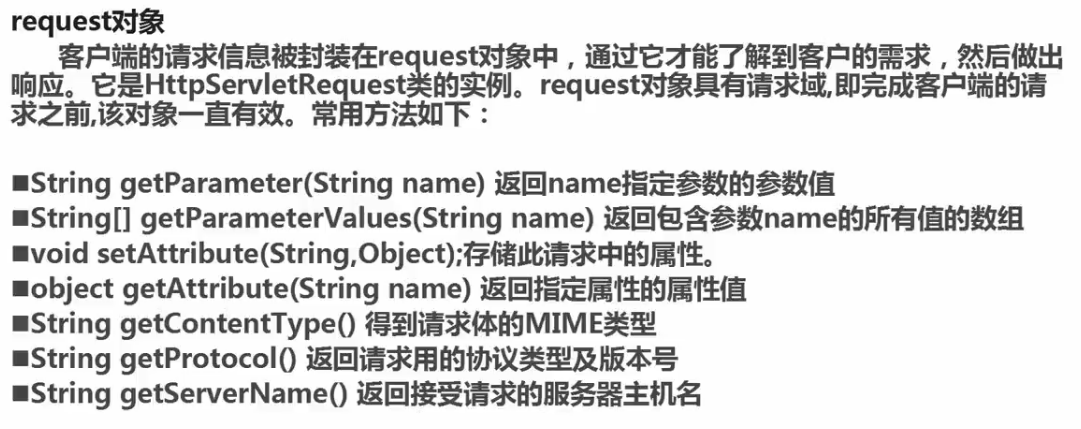 request对象
客户端的请求信息被封装在request对象中，通过它才能了解到客户的需求，然后做出
响应。它是HttpServletRequest类的实例。request对象具有请求域,即完成客户端的请
求之前,该对象一直有效。常用方法如下：
■String getParameter(String name) 返回name指定参数的参数值
■String[] getParameterValues(String name) 返回包含参数name的所有值的数组
■void setAttribute(String,Object);存储此请求中的属性。
■object getAttribute(String name) 返回指定属性的属性值
■String getContentType() 得到请求体的MIME类型
■String getProtocol() 返回请求用的协议类型及版本号
■String getServerName() 返回接受请求的服务器主机名